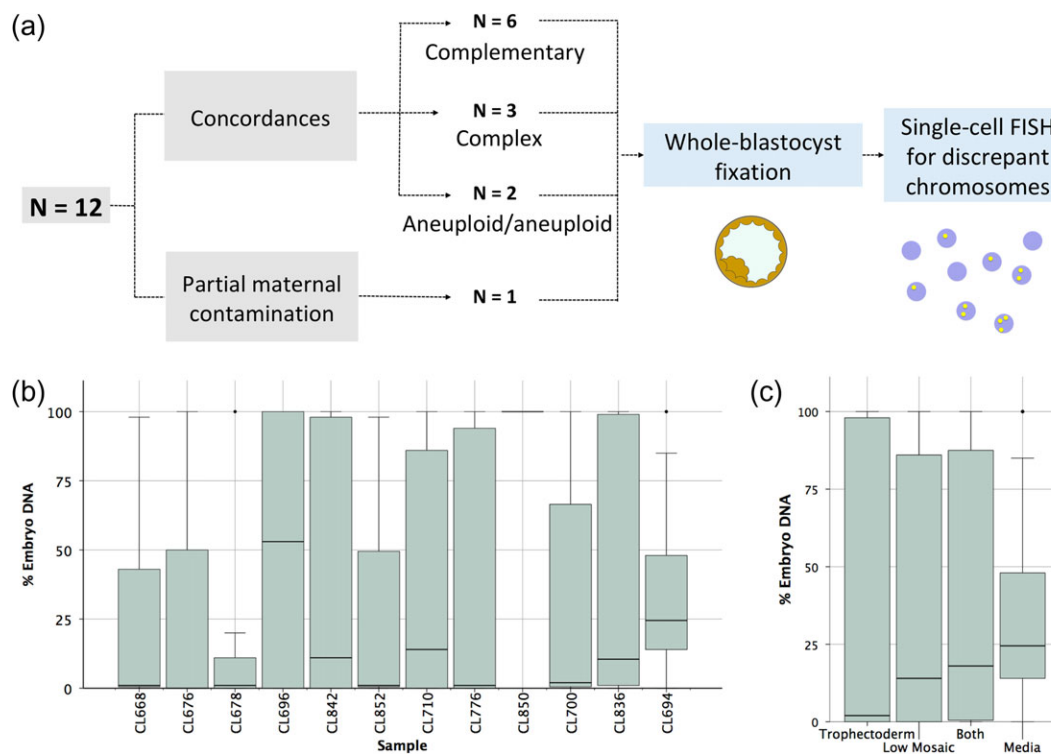 (a)
N = 12
Concordances
Partial maternal
contamination
N = 6
Complementary
N = 3
Complex
N = 2
Aneuploid/aneuploid
N = 1
Whole-blastocyst
fixation
Single-cell FISH
for discrepant
chromosomes
(b)
% Embryo DNA
100
75
50
25
0
CL668
CL676
CL678
CL696
CL842
CL852
CL710
CL776
CL850
CL700
CL836
CL694
Sample
(c)
% Embryo DNA
100
75
50
25
0
Trophectoderm
Low Mosaic
Both
Media